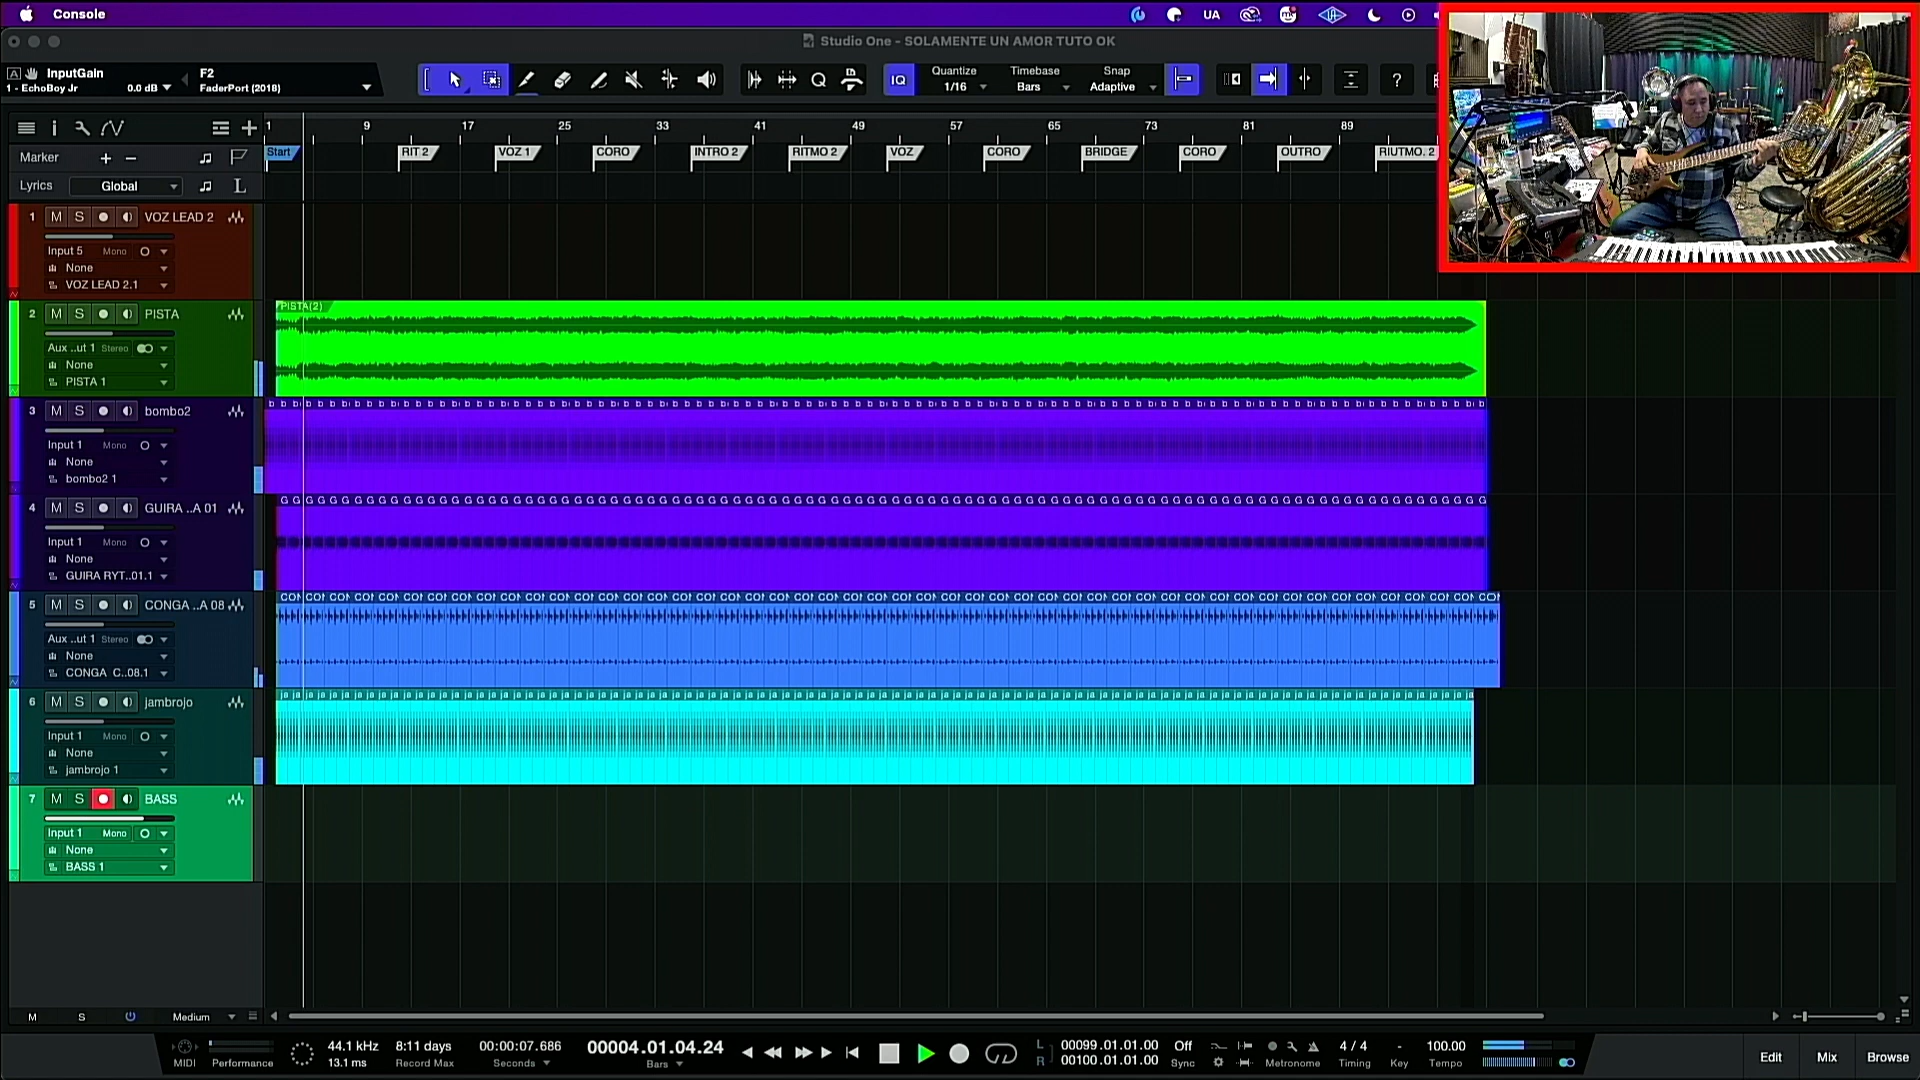 Console
UA
Studio One - SOLAMENTE UN AMOR TUTO OK
A InputGain
1 - EchoBoy Jr 0.0 dB
F2
FaderPort (2018)
IQ
Quantize
1/16
Timebase
Bars
Snap
Adaptive
?
1 9 17 25 33 41 49 57 65 73 81 89
Marker
Start RIT 2 VOZ 1 CORO INTRO 2 RITMO 2 VOZ CORO BRIDGE CORO OUTRO RIUTMO. 2
Lyrics Global L
1 M S VOZ LEAD 2
Input 5 Mono
None
VOZ LEAD 2.1
PISTA(2)
2 M S PISTA
Aux ..ut 1 Stereo
None
PISTA 1
3 M S bombo2
Input 1 Mono
None
bombo2 1
4 M S GUIRA ..A 01
Input 1 Mono
None
GUIRA RYT..01.1
5 M S CONGA ..A 08
Aux ..ut 1 Stereo
None
CONGA C..08.1
6 M S jambrojo
Input 1 Mono
None
jambrojo 1
7 M S BASS
Input 1 Mono
None
BASS 1
M S Medium
MIDI
Performance
44.1 kHz
13.1 ms
8:11 days
Record Max
00:00:07.686
Seconds
00004.01.04.24
Bars
L 00099.01.01.00
R 00100.01.01.00
Off
Sync
Metronome
4 / 4
Timing
-
Key
100.00
Tempo
Edit Mix Browse